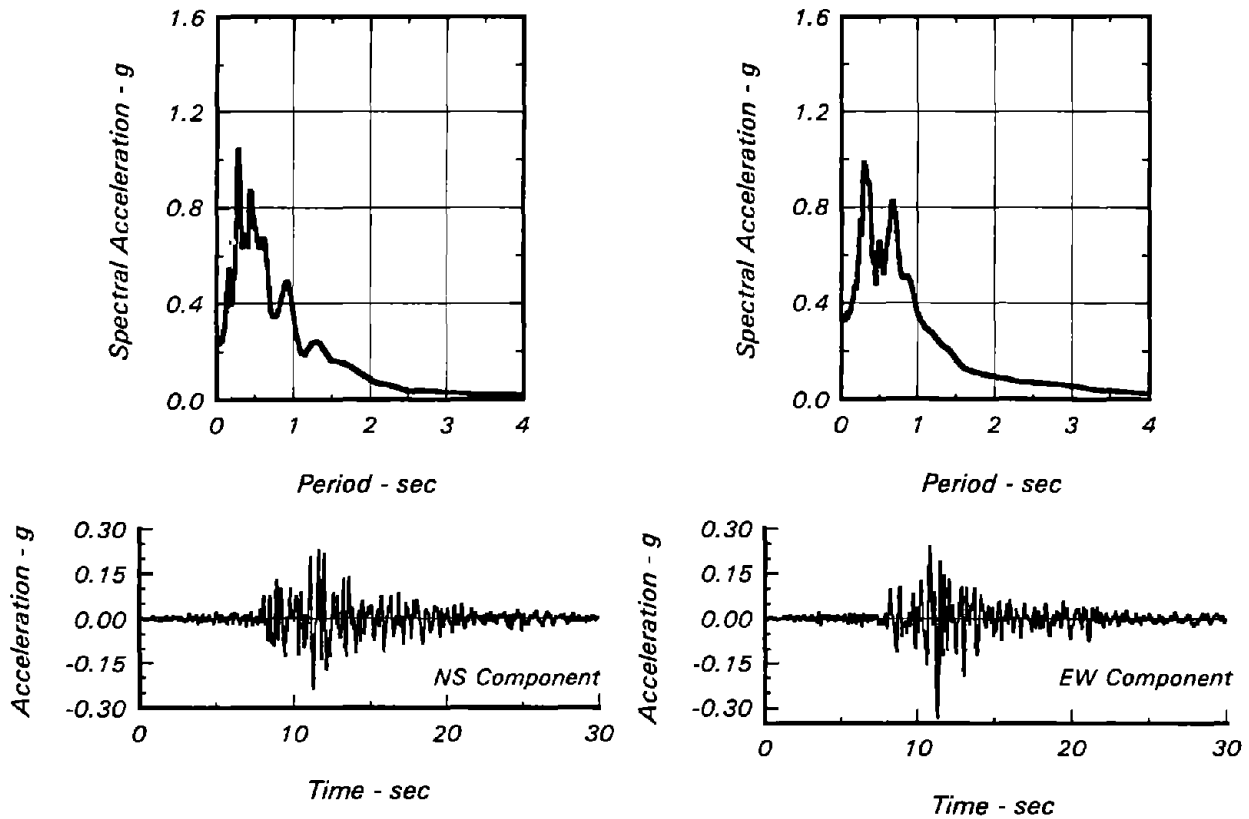 Spectral Acceleration - g
1.6
1.2
0.8
0.4
0.0
0 1 2 3 4
Period - sec
Spectral Acceleration - g
1.6
1.2
0.8
0.4
0.0
0 1 2 3 4
Period - sec
Acceleration - g
0.30
0.15
0.00
-0.15
-0.30
NS Component
0 10 20 30
Time - sec
Acceleration - g
0.30
0.15
0.00
-0.15
-0.30
EW Component
0 10 20 30
Time - sec